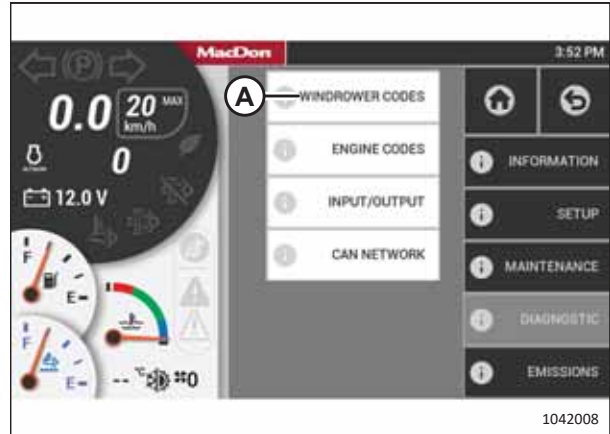 MacDon
3:52 PM
P
0.0
20 MAX
km/h
0
12.0 V
F
E
F
E
-- °C
0
A
WINDROWER CODES
ENGINE CODES
INPUT/OUTPUT
CAN NETWORK
INFORMATION
SETUP
MAINTENANCE
DIAGNOSTIC
EMISSIONS
1042008